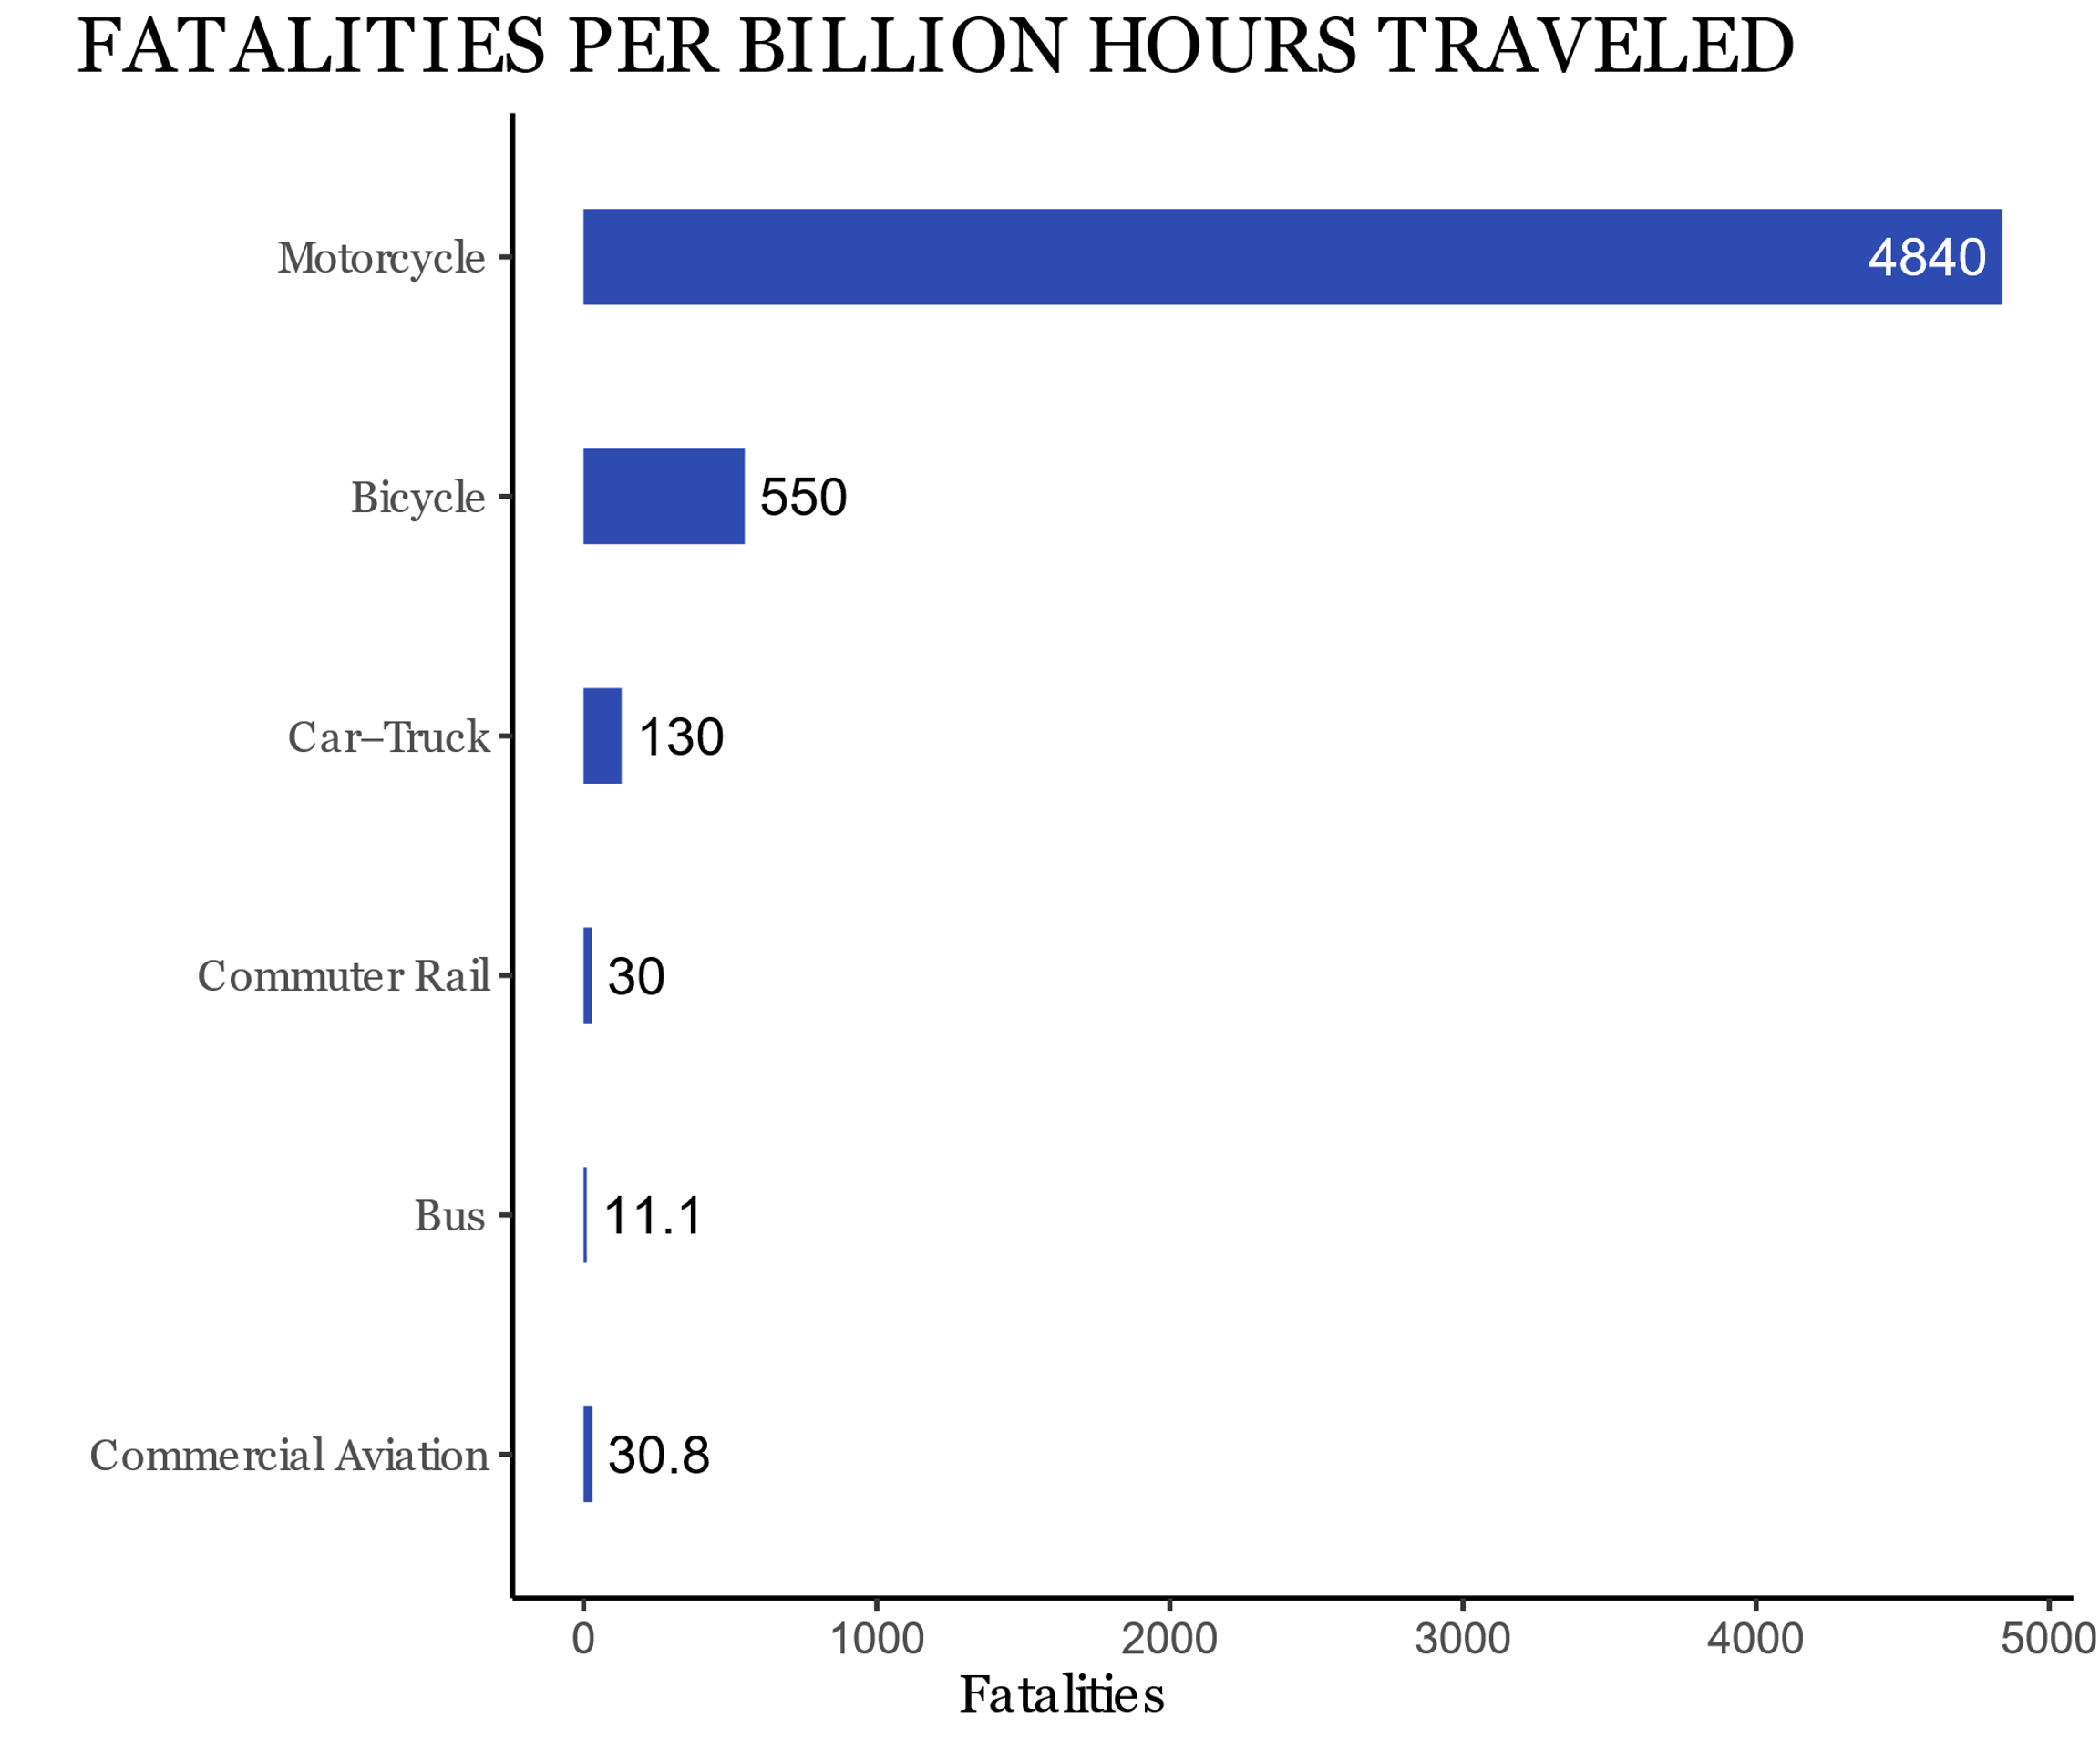 FATALITIES PER BILLION HOURS TRAVELED
Motorcycle
4840
Bicycle
550
Car–Truck
130
Commuter Rail
30
Bus
11.1
Commercial Aviation
30.8
0 1000 2000 3000 4000 5000
Fatalities